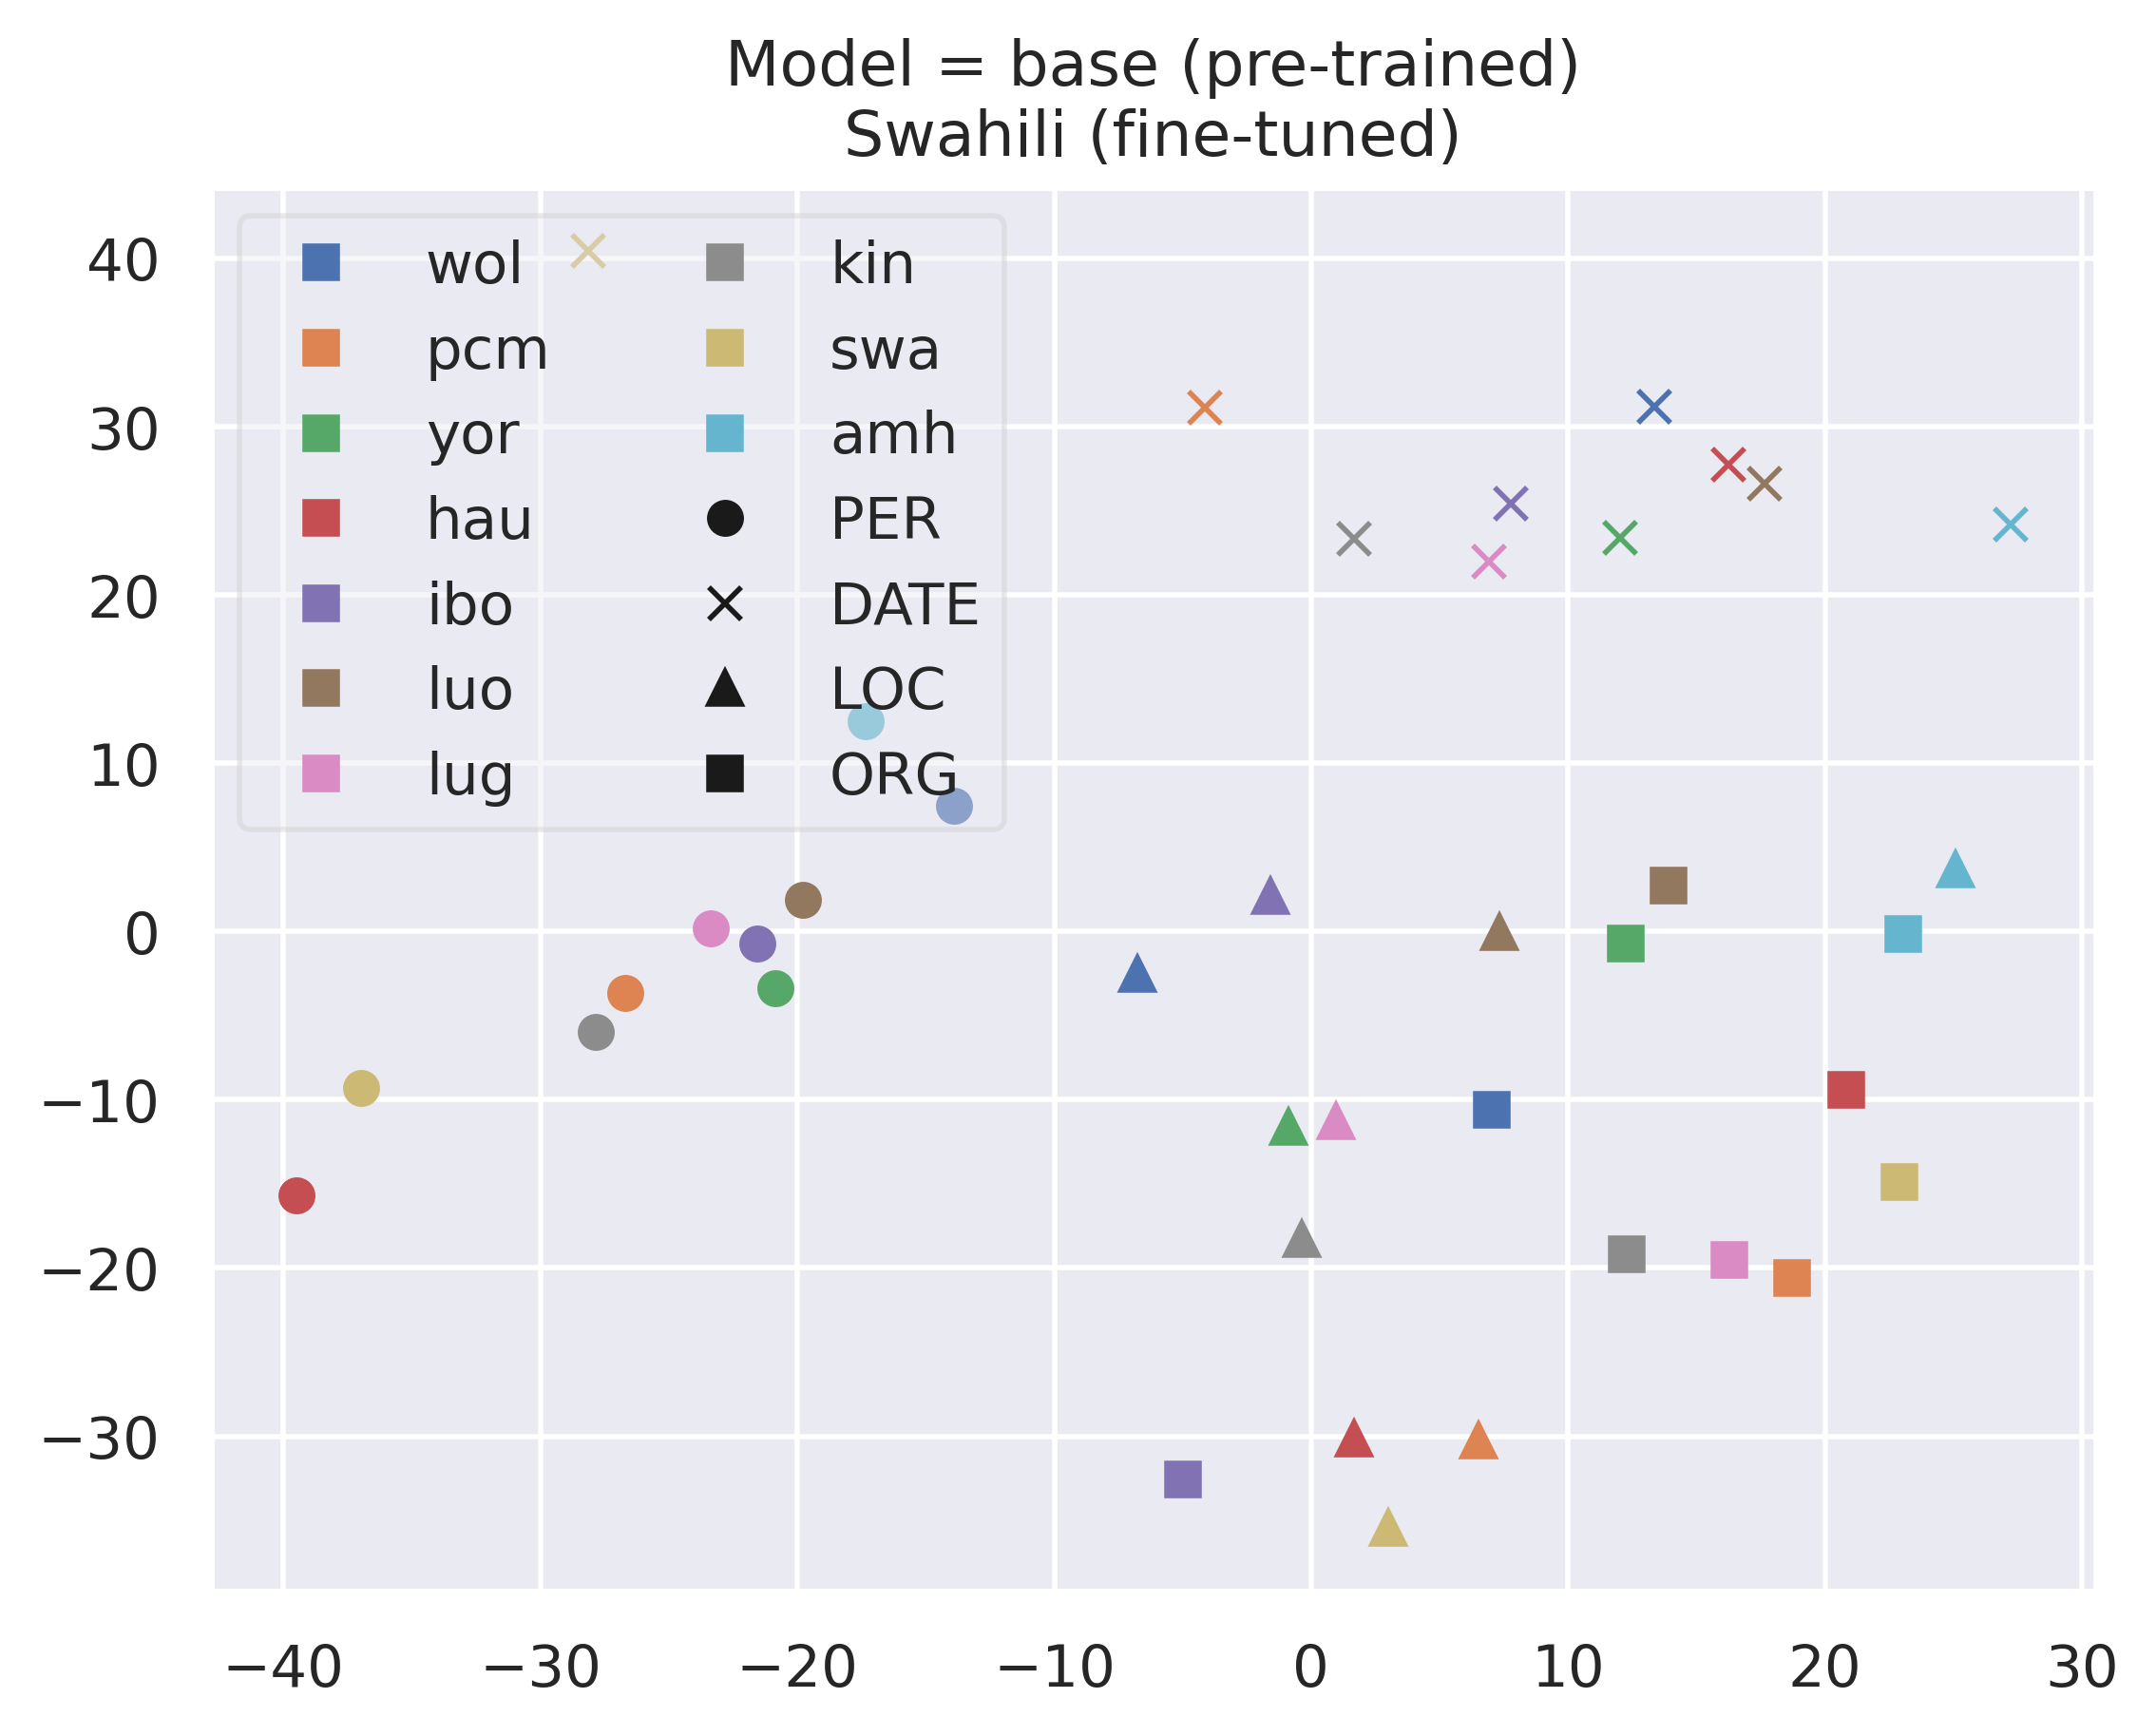 Model = base (pre-trained)
Swahili (fine-tuned)
wol
pcm
yor
hau
ibo
luo
lug
kin
swa
amh
PER
DATE
LOC
ORG
40
30
20
10
0
−10
−20
−30
−40
−30
−20
−10
0
10
20
30